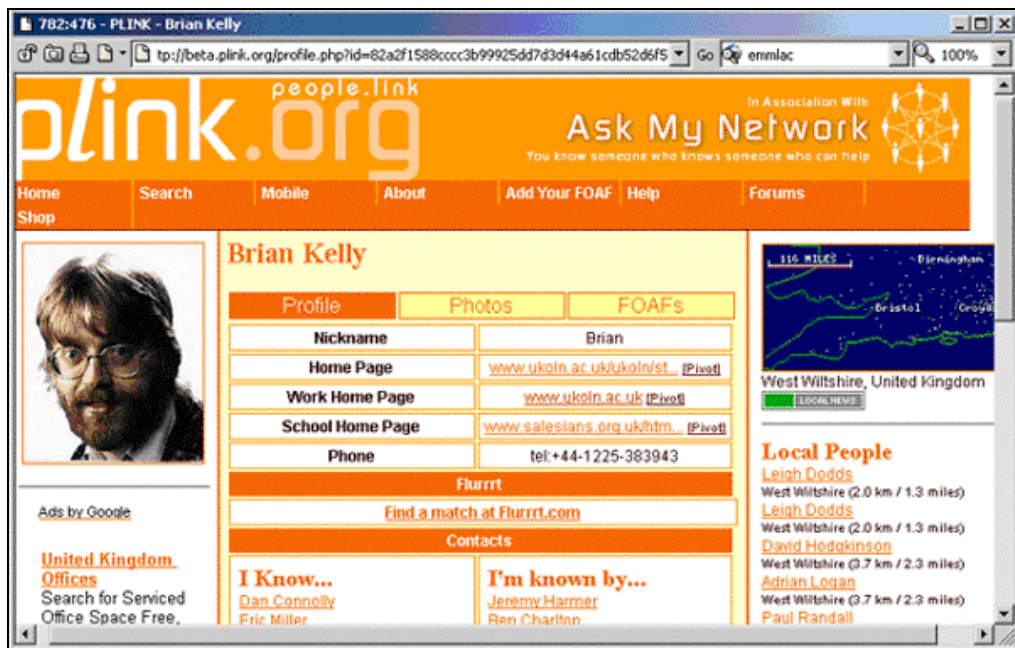 782:476 - PLINK - Brian Kelly
tp://beta.plink.org/profile.php?id=82a2f1588cccc3b99925dd7d3d44a61cdb52d6f5 Go emmlac 100%
people.link
plink.org
In Association With
Ask My Network
You know someone who knows someone who can help
Home Search Mobile About Add Your FOAF Help Forums
Shop
Brian Kelly
Profile Photos FOAFs
Nickname Brian
Home Page www.ukoln.ac.uk/ukoln/st... [Pivot]
Work Home Page www.ukoln.ac.uk [Pivot]
School Home Page www.salesians.org.uk/htm... [Pivot]
Phone tel:+44-1225-383943
Flurrrt
Find a match at Flurrrt.com
Contacts
I Know...
Dan Connolly
Eric Miller
I'm known by...
Jeremy Harmer
Ben Charlton
Ads by Google
United Kingdom
Offices
Search for Serviced
Office Space Free,
116 MILES
Birmingham
Bristol
Croyd
West Wiltshire, United Kingdom
LOCAL NEWS
Local People
Leigh Dodds
West Wiltshire (2.0 km / 1.3 miles)
Leigh Dodds
West Wiltshire (2.0 km / 1.3 miles)
David Hodgkinson
West Wiltshire (3.7 km / 2.3 miles)
Adrian Logan
West Wiltshire (3.7 km / 2.3 miles)
Paul Randall